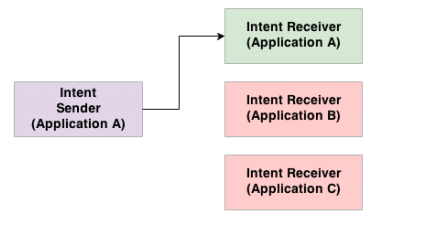 Intent
Sender
(Application A)
Intent Receiver
(Application A)
Intent Receiver
(Application B)
Intent Receiver
(Application C)